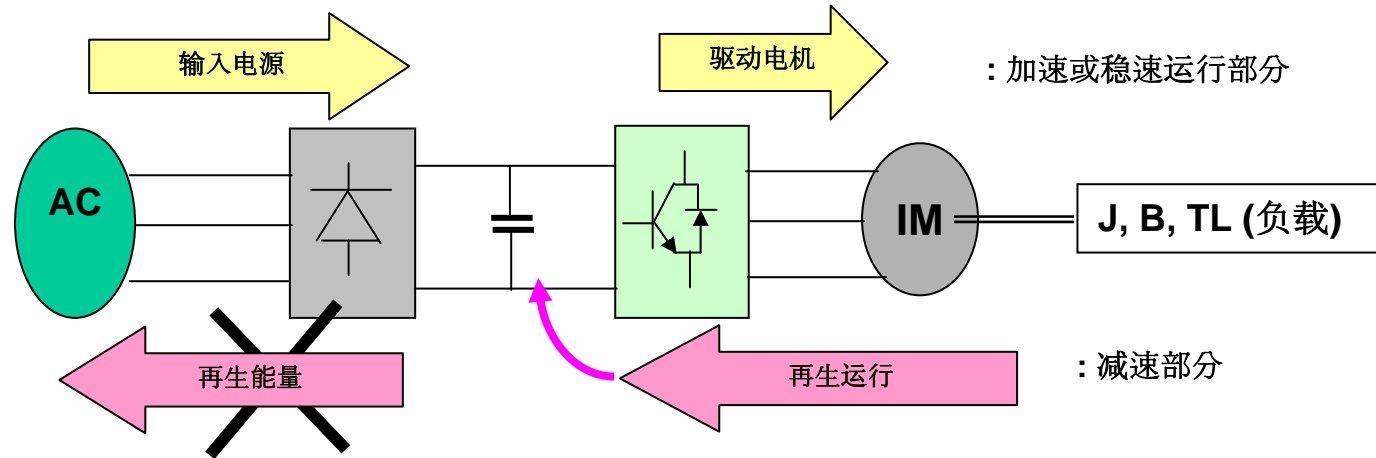 输入电源
驱动电机
: 加速或稳速运行部分
AC
IM
J, B, TL (负载)
再生能量
再生运行
: 减速部分